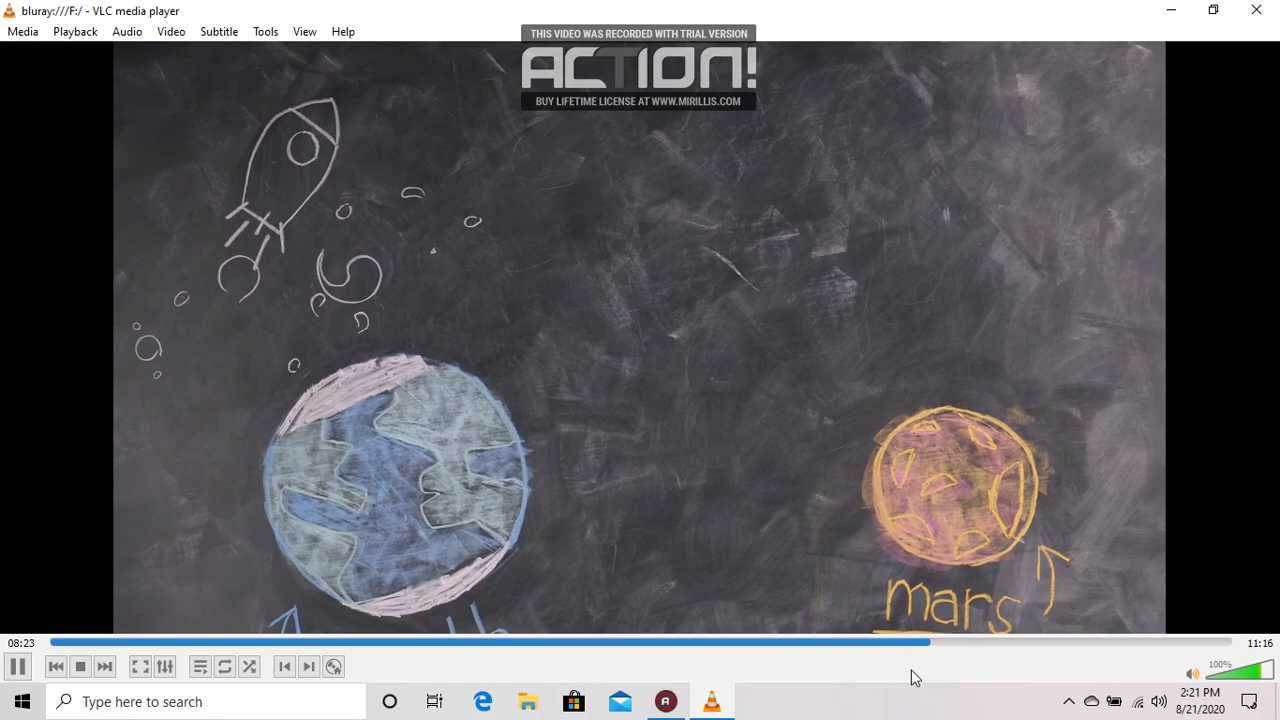 bluray:///F:/ - VLC media player
Media Playback Audio Video Subtitle Tools View Help
THIS VIDEO WAS RECORDED WITH TRIAL VERSION
ACTION!
BUY LIFETIME LICENSE AT WWW.MIRILLIS.COM
mars
08:23
11:16
100%
Type here to search
2:21 PM
8/21/2020